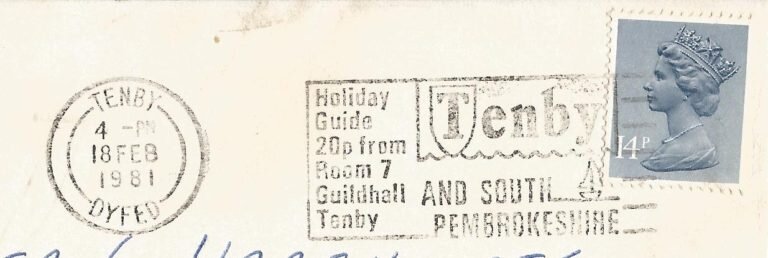 TENBY
4 - PM
18 FEB
1981
DYFED
Holiday
Guide
20p from
Room 7
Guildhall
Tenby
Tenby
AND SOUTH
PEMBROKESHIRE
14P